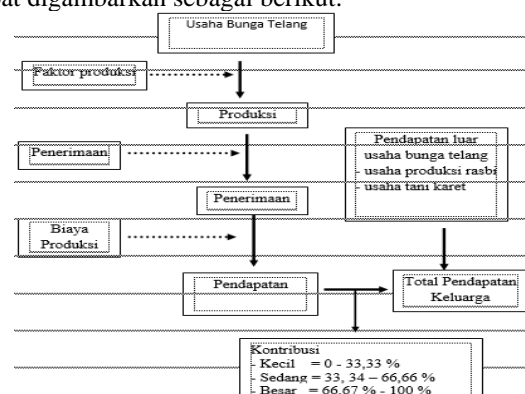 pat digambarkan sebagai berikut:
Usaha Bunga Telang
Faktor produksi
Produksi
Penerimaan
Pendapatan luar
usaha bunga telang
- usaha produksi rasbi
- usaha tani karet
Penerimaan
Biaya
Produksi
Pendapatan
Total Pendapatan
Keluarga
Kontribusi
- Kecil = 0 - 33,33 %
- Sedang = 33, 34 – 66,66 %
- Besar = 66,67 % - 100 %